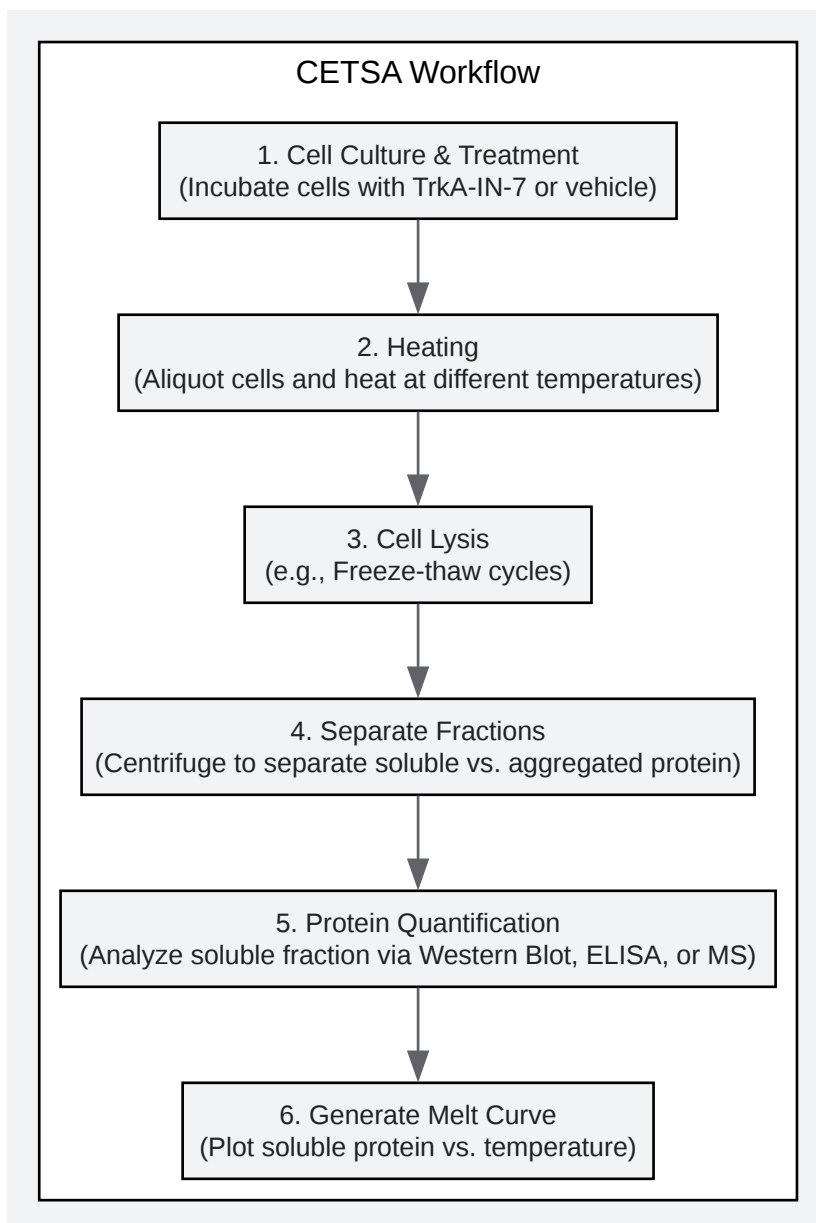 CETSA Workflow
1. Cell Culture & Treatment
(Incubate cells with TrkA-IN-7 or vehicle)
2. Heating
(Aliquot cells and heat at different temperatures)
3. Cell Lysis
(e.g., Freeze-thaw cycles)
4. Separate Fractions
(Centrifuge to separate soluble vs. aggregated protein)
5. Protein Quantification
(Analyze soluble fraction via Western Blot, ELISA, or MS)
6. Generate Melt Curve
(Plot soluble protein vs. temperature)